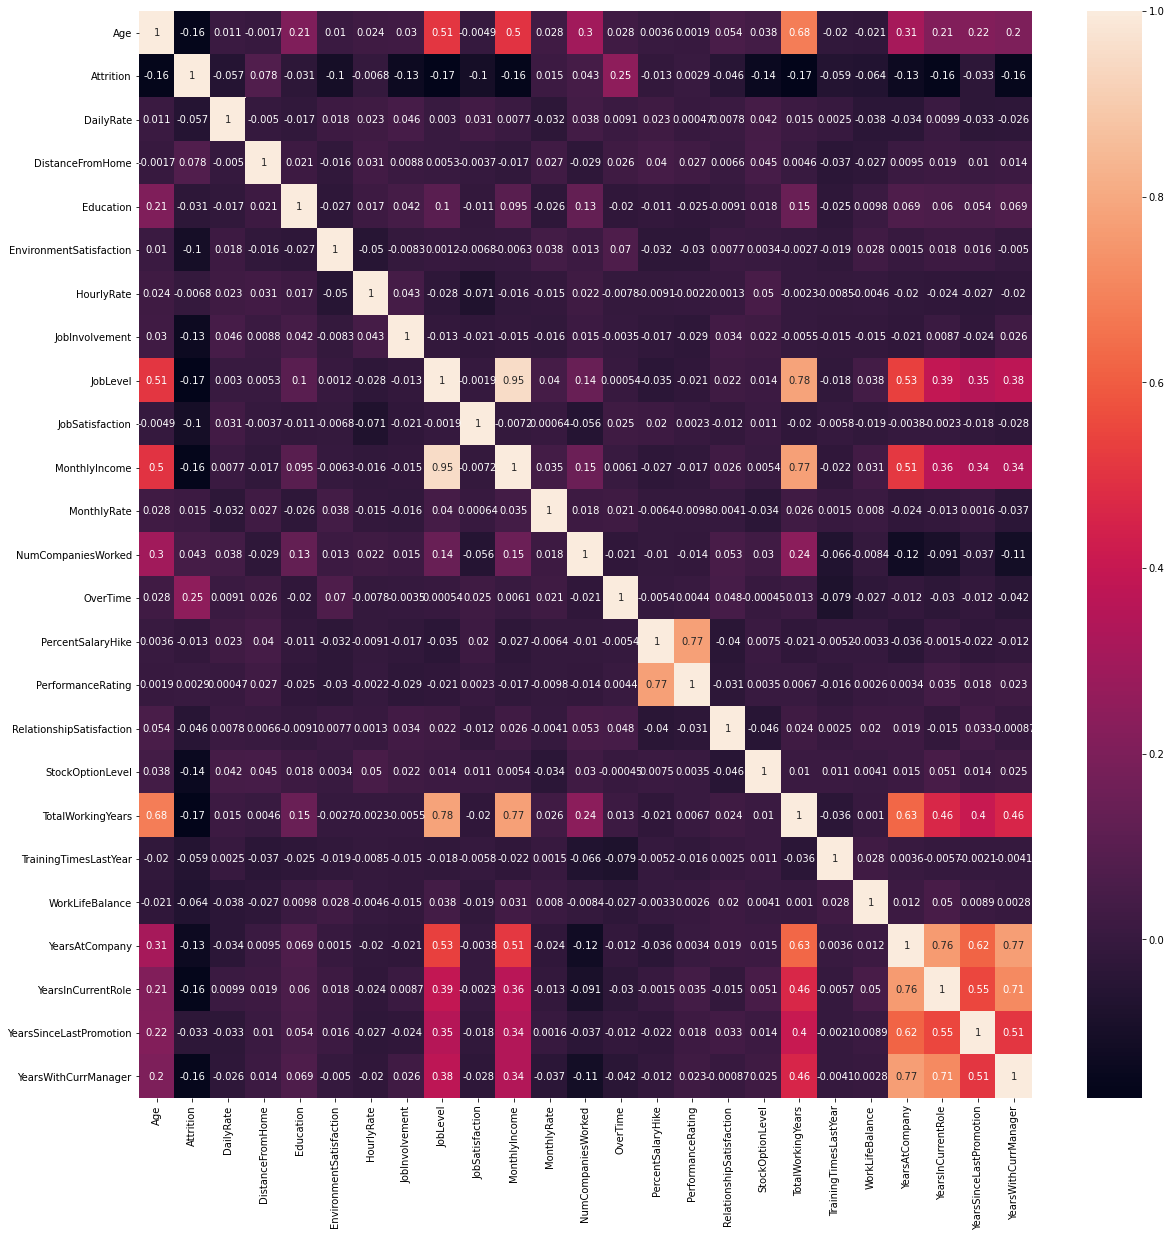 Age 1 -0.16 0.011 -0.0017 0.21 0.01 0.024 0.03 0.51 -0.0049 0.5 0.028 0.3 0.028 0.0036 0.0019 0.054 0.038 0.68 -0.02 -0.021 0.31 0.21 0.22 0.2
Attrition -0.16 1 -0.057 0.078 -0.031 -0.1 -0.0068 -0.13 -0.17 -0.1 -0.16 0.015 0.043 0.25 -0.013 0.0029 -0.046 -0.14 -0.17 -0.059 -0.064 -0.13 -0.16 -0.033 -0.16
DailyRate 0.011 -0.057 1 -0.005 -0.017 0.018 0.023 0.046 0.003 0.031 0.0077 -0.032 0.038 0.0091 0.023 0.00047 0.0078 0.042 0.015 0.0025 -0.038 -0.034 0.0099 -0.033 -0.026
DistanceFromHome -0.0017 0.078 -0.005 1 0.021 -0.016 0.031 0.0088 0.0053 -0.0037 -0.017 0.027 -0.029 0.026 0.04 0.027 0.0066 0.045 0.0046 -0.037 -0.027 0.0095 0.019 0.01 0.014
Education 0.21 -0.031 -0.017 0.021 1 -0.027 0.017 0.042 0.1 -0.011 0.095 -0.026 0.13 -0.02 -0.011 -0.025 -0.0091 0.018 0.15 -0.025 0.0098 0.069 0.06 0.054 0.069
EnvironmentSatisfaction 0.01 -0.1 0.018 -0.016 -0.027 1 -0.05 -0.0083 0.0012 -0.0068 -0.0063 0.038 0.013 0.07 -0.032 -0.03 0.0077 0.0034 -0.0027 -0.019 0.028 0.0015 0.018 0.016 -0.005
HourlyRate 0.024 -0.0068 0.023 0.031 0.017 -0.05 1 0.043 -0.028 -0.071 -0.016 -0.015 0.022 -0.0078 -0.0091 -0.0022 0.0013 0.05 -0.0023 -0.0085 -0.0046 -0.02 -0.024 -0.027 -0.02
JobInvolvement 0.03 -0.13 0.046 0.0088 0.042 -0.0083 0.043 1 -0.013 -0.021 -0.015 -0.016 0.015 -0.0035 -0.017 -0.029 0.034 0.022 -0.0055 -0.015 -0.015 -0.021 0.0087 -0.024 0.026
JobLevel 0.51 -0.17 0.003 0.0053 0.1 0.0012 -0.028 -0.013 1 -0.0019 0.95 0.04 0.14 0.00054 -0.035 -0.021 0.022 0.014 0.78 -0.018 0.038 0.53 0.39 0.35 0.38
JobSatisfaction -0.0049 -0.1 0.031 -0.0037 -0.011 -0.0068 -0.071 -0.021 -0.0019 1 -0.0072 0.00064 -0.056 0.025 0.02 0.0023 -0.012 0.011 -0.02 -0.0058 -0.019 -0.0038 -0.0023 -0.018 -0.028
MonthlyIncome 0.5 -0.16 0.0077 -0.017 0.095 -0.0063 -0.016 -0.015 0.95 -0.0072 1 0.035 0.15 0.0061 -0.027 -0.017 0.026 0.0054 0.77 -0.022 0.031 0.51 0.36 0.34 0.34
MonthlyRate 0.028 0.015 -0.032 0.027 -0.026 0.038 -0.015 -0.016 0.04 0.00064 0.035 1 0.018 0.021 -0.0064 -0.0098 -0.0041 -0.034 0.026 0.0015 0.008 -0.024 -0.013 0.0016 -0.037
NumCompaniesWorked 0.3 0.043 0.038 -0.029 0.13 0.013 0.022 0.015 0.14 -0.056 0.15 0.018 1 -0.021 -0.01 -0.014 0.053 0.03 0.24 -0.066 -0.0084 -0.12 -0.091 -0.037 -0.11
OverTime 0.028 0.25 0.0091 0.026 -0.02 0.07 -0.0078 -0.0035 0.00054 0.025 0.0061 0.021 -0.021 1 -0.0054 0.0044 0.048 -0.00045 0.013 -0.079 -0.027 -0.012 -0.03 -0.012 -0.042
PercentSalaryHike 0.0036 -0.013 0.023 0.04 -0.011 -0.032 -0.0091 -0.017 -0.035 0.02 -0.027 -0.0064 -0.01 -0.0054 1 0.77 -0.04 0.0075 -0.021 -0.0052 -0.0033 -0.036 -0.0015 -0.022 -0.012
PerformanceRating 0.0019 0.0029 0.00047 0.027 -0.025 -0.03 -0.0022 -0.029 -0.021 0.0023 -0.017 -0.0098 -0.014 0.0044 0.77 1 -0.031 0.0035 0.0067 -0.016 0.0026 0.0034 0.035 0.018 0.023
RelationshipSatisfaction 0.054 -0.046 0.0078 0.0066 -0.0091 0.0077 0.0013 0.034 0.022 -0.012 0.026 -0.0041 0.053 0.048 -0.04 -0.031 1 -0.046 0.024 0.0025 0.02 0.019 -0.015 0.033 -0.00087
StockOptionLevel 0.038 -0.14 0.042 0.045 0.018 0.0034 0.05 0.022 0.014 0.011 0.0054 -0.034 0.03 -0.00045 0.0075 0.0035 -0.046 1 0.01 0.011 0.0041 0.015 0.051 0.014 0.025
TotalWorkingYears 0.68 -0.17 0.015 0.0046 0.15 -0.0027 -0.0023 -0.0055 0.78 -0.02 0.77 0.026 0.24 0.013 -0.021 0.0067 0.024 0.01 1 -0.036 0.001 0.63 0.46 0.4 0.46
TrainingTimesLastYear -0.02 -0.059 0.0025 -0.037 -0.025 -0.019 -0.0085 -0.015 -0.018 -0.0058 -0.022 0.0015 -0.066 -0.079 -0.0052 -0.016 0.0025 0.011 -0.036 1 0.028 0.0036 -0.0057 -0.0021 -0.0041
WorkLifeBalance -0.021 -0.064 -0.038 -0.027 0.0098 0.028 -0.0046 -0.015 0.038 -0.019 0.031 0.008 -0.0084 -0.027 -0.0033 0.0026 0.02 0.0041 0.001 0.028 1 0.012 0.05 0.0089 0.0028
YearsAtCompany 0.31 -0.13 -0.034 0.0095 0.069 0.0015 -0.02 -0.021 0.53 -0.0038 0.51 -0.024 -0.12 -0.012 -0.036 0.0034 0.019 0.015 0.63 0.0036 0.012 1 0.76 0.62 0.77
YearsInCurrentRole 0.21 -0.16 0.0099 0.019 0.06 0.018 -0.024 0.0087 0.39 -0.0023 0.36 -0.013 -0.091 -0.03 -0.0015 0.035 -0.015 0.051 0.46 -0.0057 0.05 0.76 1 0.55 0.71
YearsSinceLastPromotion 0.22 -0.033 -0.033 0.01 0.054 0.016 -0.027 -0.024 0.35 -0.018 0.34 0.0016 -0.037 -0.012 -0.022 0.018 0.033 0.014 0.4 -0.0021 0.0089 0.62 0.55 1 0.51
YearsWithCurrManager 0.2 -0.16 -0.026 0.014 0.069 -0.005 -0.02 0.026 0.38 -0.028 0.34 -0.037 -0.11 -0.042 -0.012 0.023 -0.00087 0.025 0.46 -0.0041 0.0028 0.77 0.71 0.51 1
Age
Attrition
DailyRate
DistanceFromHome
Education
EnvironmentSatisfaction
HourlyRate
JobInvolvement
JobLevel
JobSatisfaction
MonthlyIncome
MonthlyRate
NumCompaniesWorked
OverTime
PercentSalaryHike
PerformanceRating
RelationshipSatisfaction
StockOptionLevel
TotalWorkingYears
TrainingTimesLastYear
WorkLifeBalance
YearsAtCompany
YearsInCurrentRole
YearsSinceLastPromotion
YearsWithCurrManager
1.0
0.8
0.6
0.4
0.2
0.0